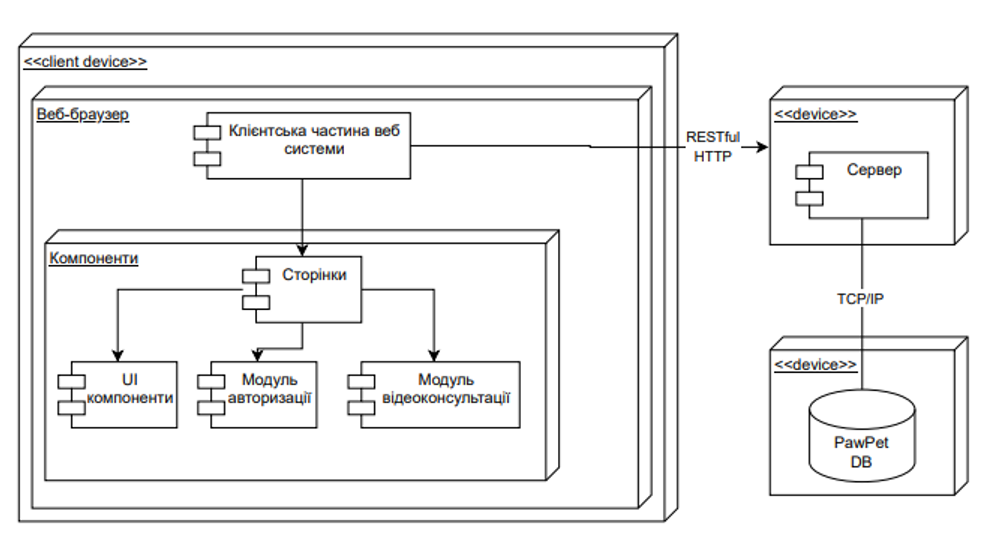 <<client device>>
Веб-браузер
Клієнтська частина веб
системи
RESTful
HTTP
<<device>>
Сервер
Компоненти
Сторінки
TCP/IP
UI
компоненти
Модуль
авторизації
Модуль
відеоконсультації
<<device>>
PawPet
DB